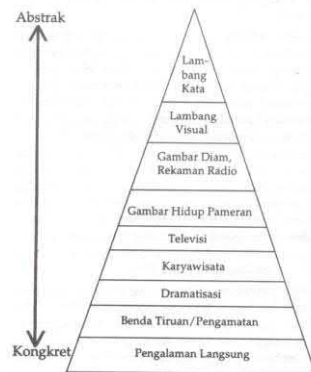 Abstrak
Lam-
bang
Kata
Lambang
Visual
Gambar Diam,
Rekaman Radio
Gambar Hidup Pameran
Televisi
Karyawisata
Dramatisasi
Benda Tiruan/Pengamatan
Kongkret
Pengalaman Langsung